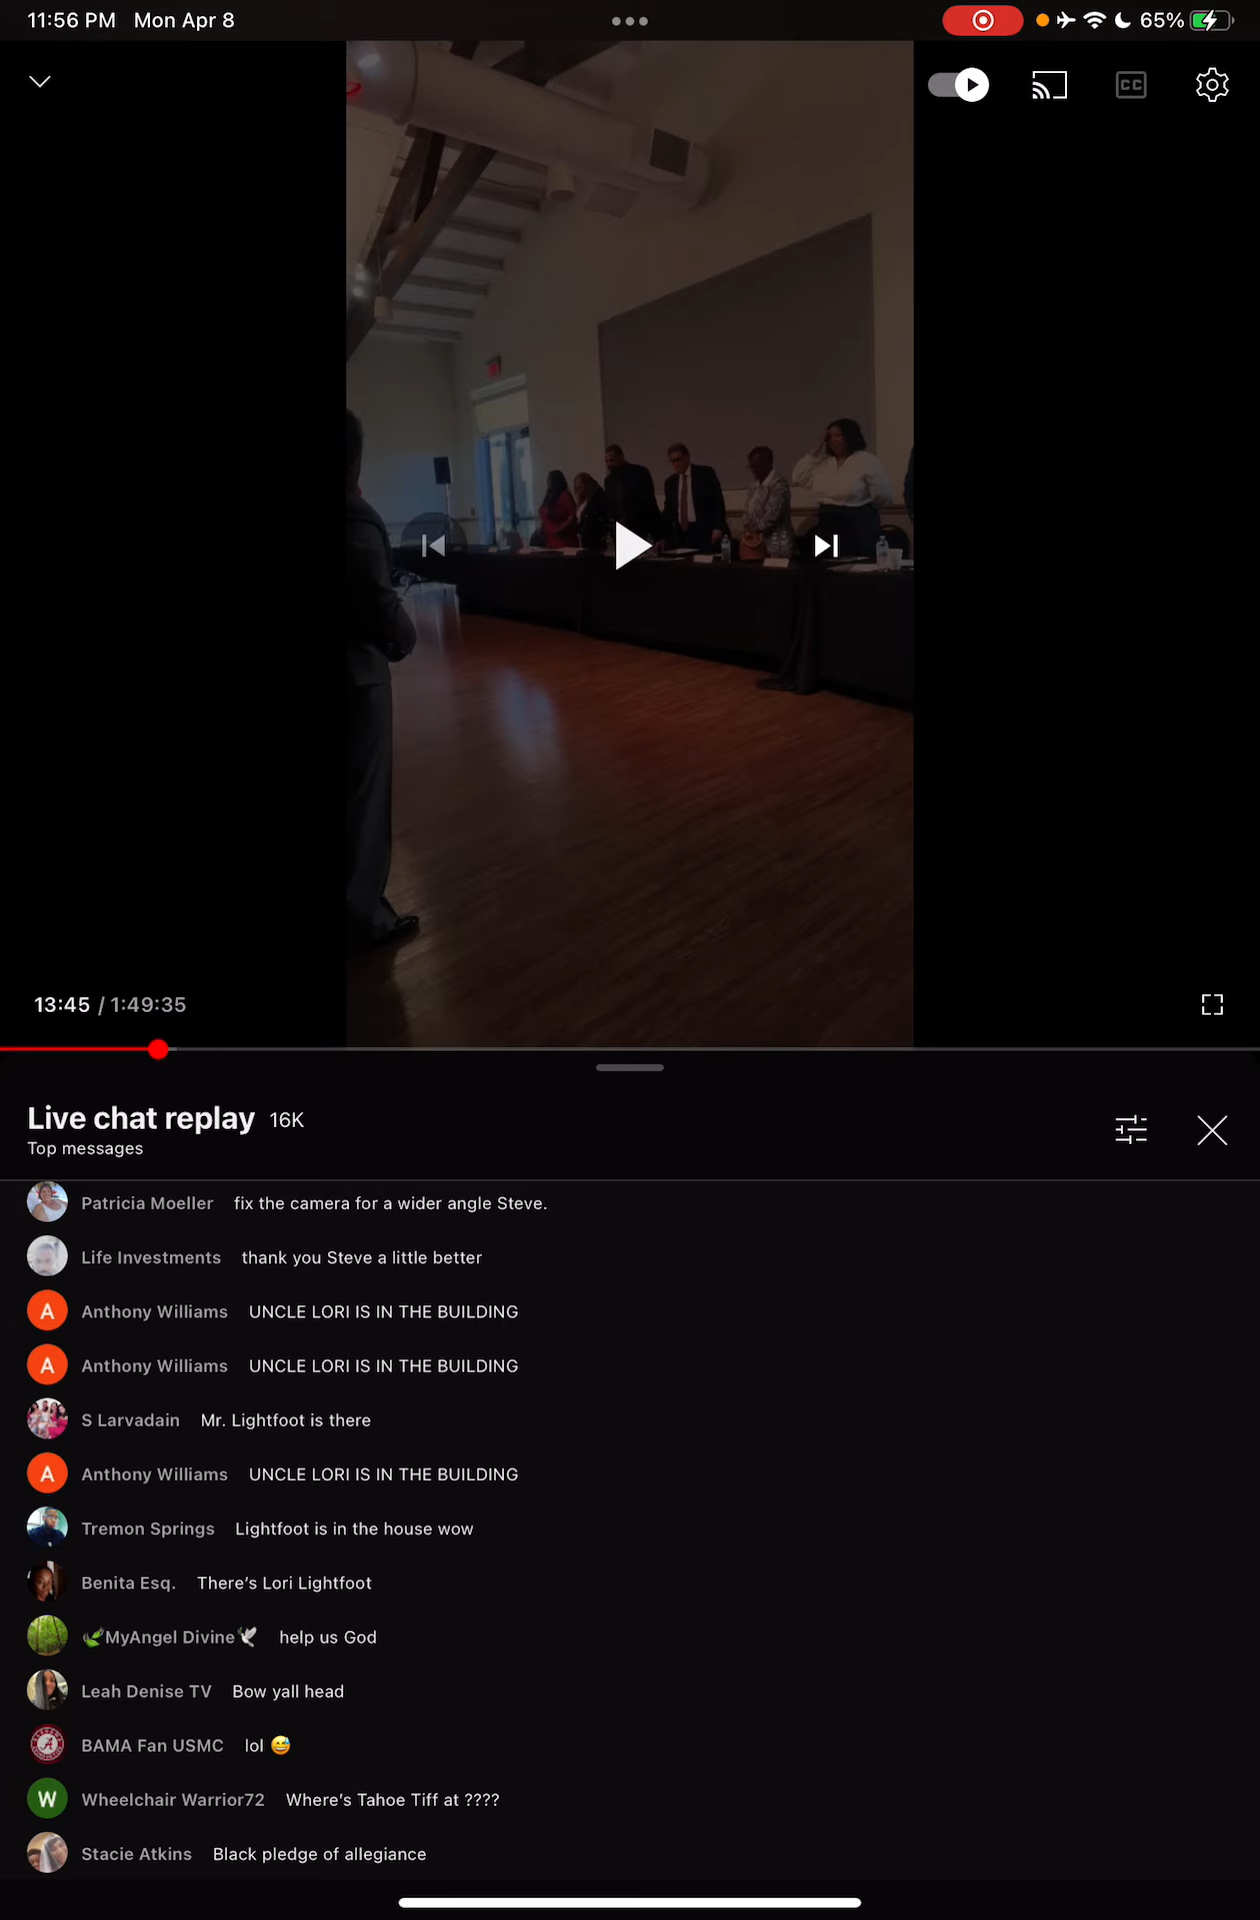 11:56 PM Mon Apr 8
65%
CC
13:45 / 1:49:35
Live chat replay 16K
Top messages
Patricia Moeller fix the camera for a wider angle Steve.
Life Investments thank you Steve a little better
A Anthony Williams UNCLE LORI IS IN THE BUILDING
A Anthony Williams UNCLE LORI IS IN THE BUILDING
S Larvadain Mr. Lightfoot is there
A Anthony Williams UNCLE LORI IS IN THE BUILDING
Tremon Springs Lightfoot is in the house wow
Benita Esq. There's Lori Lightfoot
🌿MyAngel Divine🕊 help us God
Leah Denise TV Bow yall head
BAMA Fan USMC lol 😅
W Wheelchair Warrior72 Where's Tahoe Tiff at ????
Stacie Atkins Black pledge of allegiance